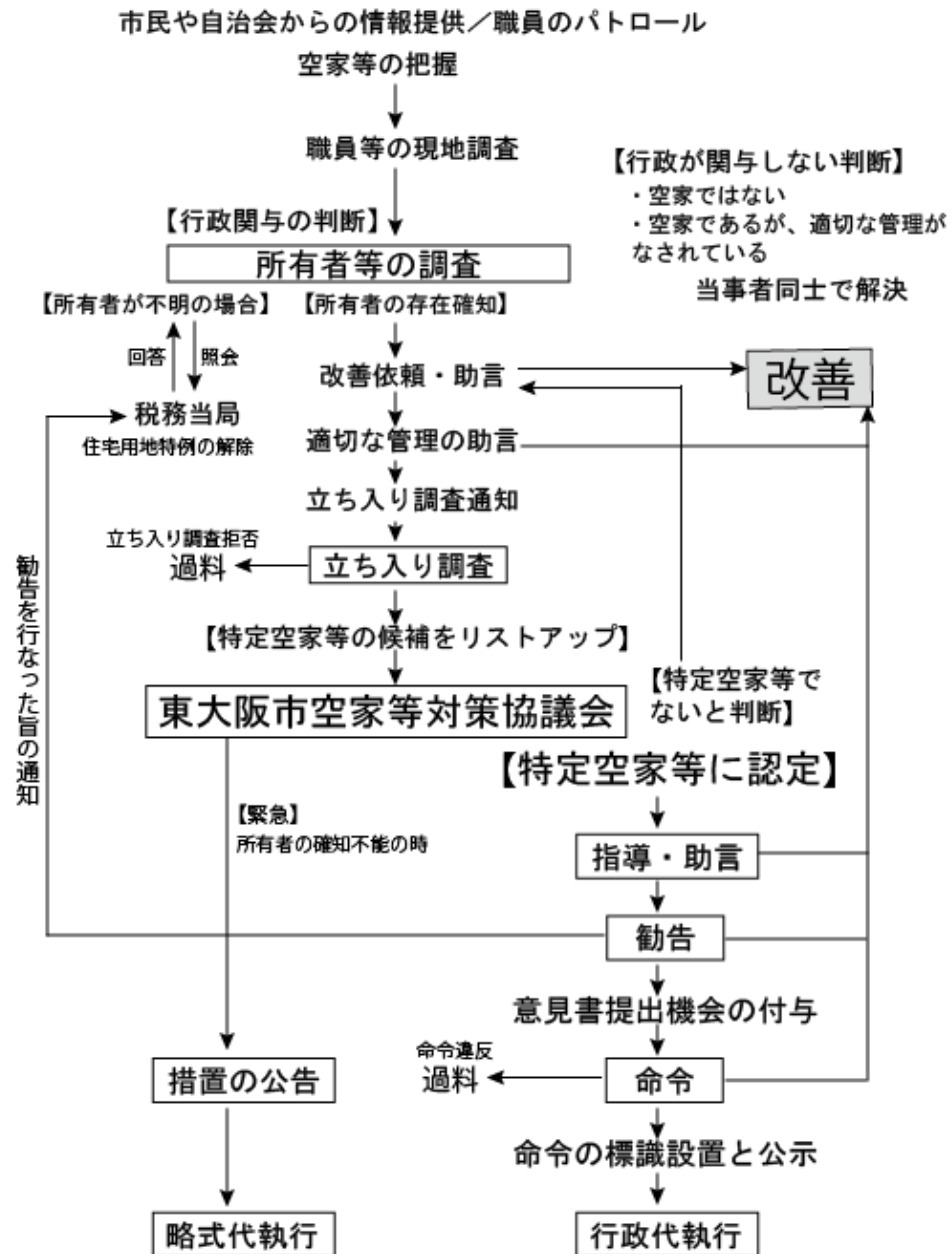 市民や自治会からの情報提供／職員のパトロール
空家等の把握
職員等の現地調査
【行政が関与しない判断】
・空家ではない
・空家であるが、適切な管理が
なされている
当事者同士で解決
【行政関与の判断】
所有者等の調査
【所有者が不明の場合】
【所有者の存在確知】
回答
照会
改善依頼・助言
改善
税務当局
住宅用地特例の解除
適切な管理の助言
立ち入り調査通知
立ち入り調査拒否
過料
立ち入り調査
勧告を行なった旨の通知
【特定空家等の候補をリストアップ】
【特定空家等で
ないと判断】
東大阪市空家等対策協議会
【特定空家等に認定】
【緊急】
所有者の確知不能の時
指導・助言
勧告
意見書提出機会の付与
命令違反
過料
命令
措置の公告
命令の標識設置と公示
略式代執行
行政代執行